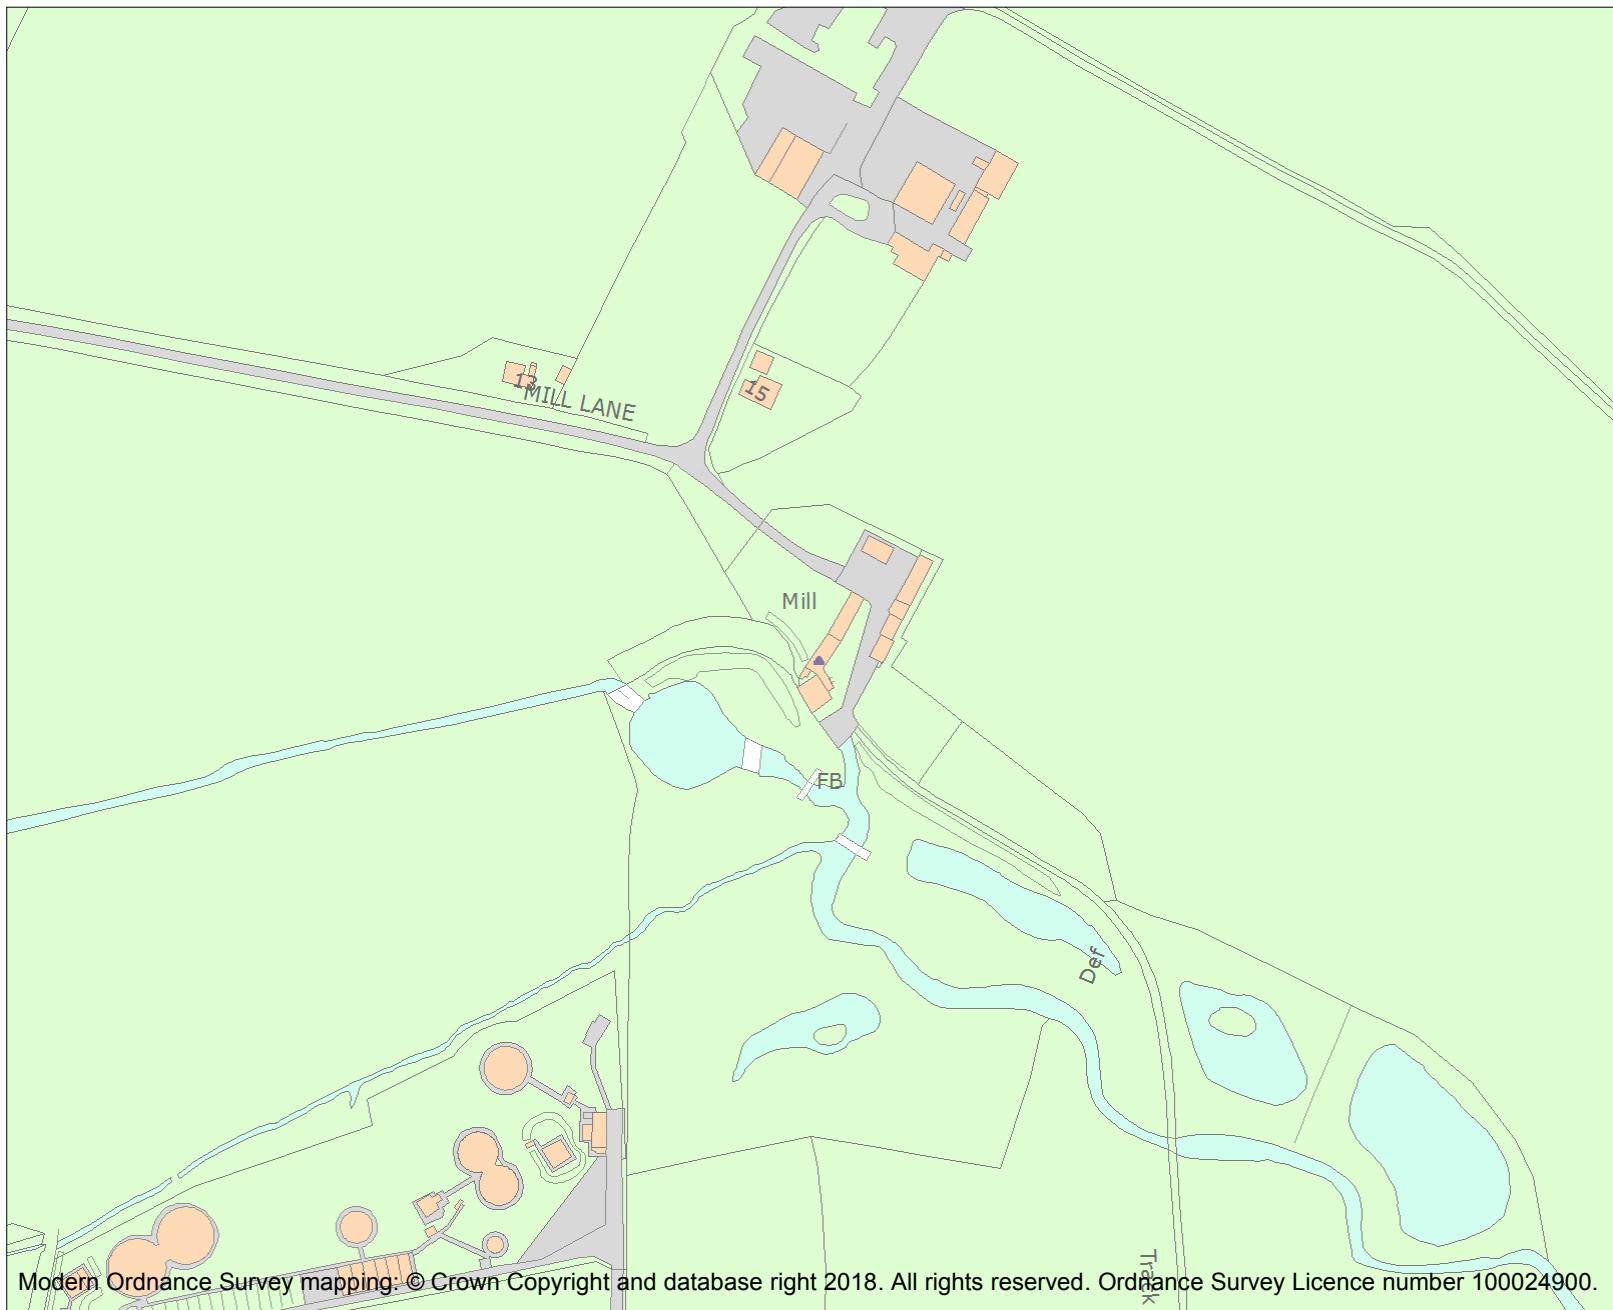 13
MILL LANE
15
Mill
FB
Def
Track
Modern Ordnance Survey mapping: © Crown Copyright and database right 2018. All rights reserved. Ordnance Survey Licence number 100024900.